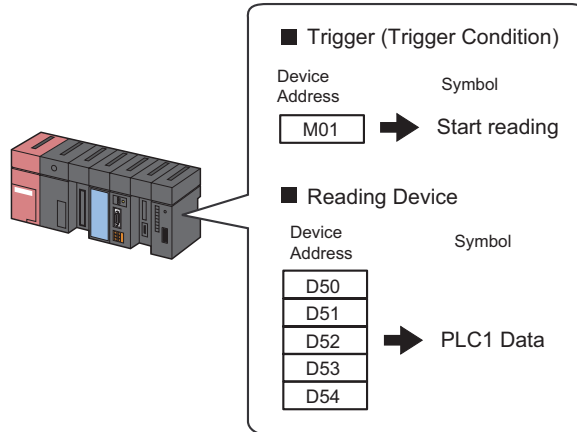 ■ Trigger (Trigger Condition)
Device
Address
Symbol
M01
Start reading
■ Reading Device
Device
Address
Symbol
D50
D51
D52
D53
D54
PLC1 Data